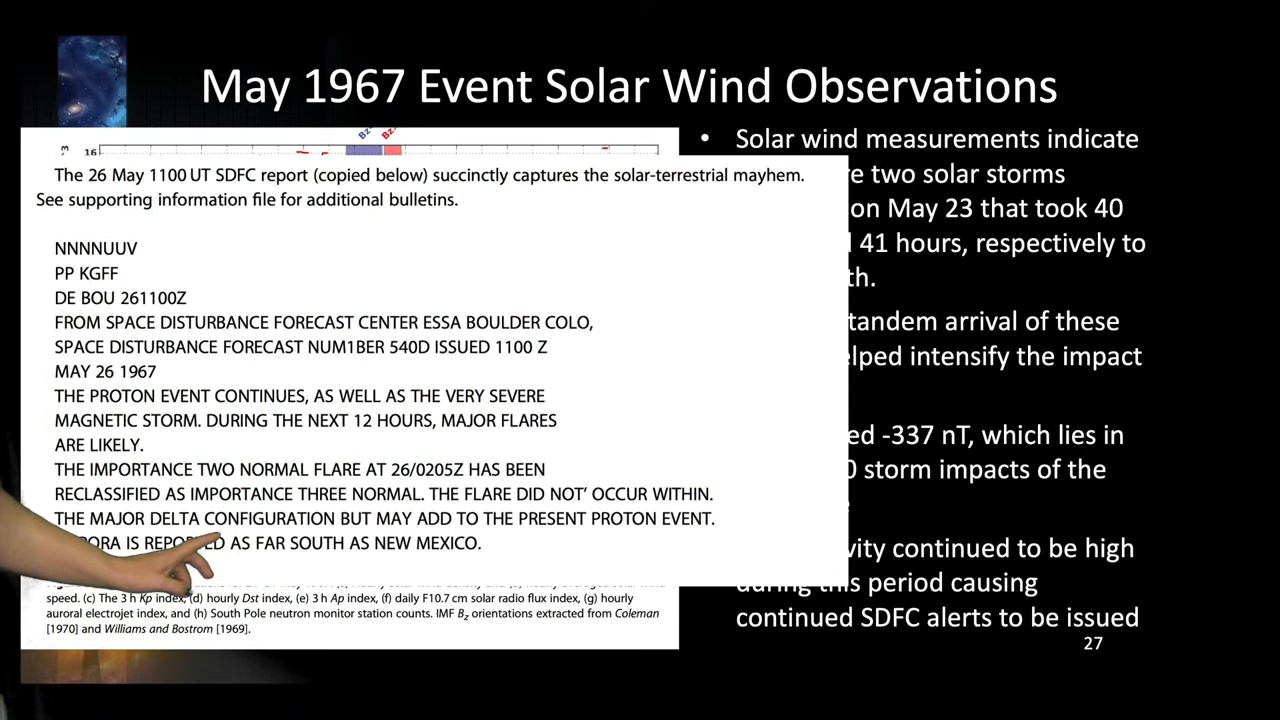 May 1967 Event Solar Wind Observations
Bz
Bz
16
The 26 May 1100 UT SDFC report (copied below) succinctly captures the solar-terrestrial mayhem.
See supporting information file for additional bulletins.
NNNNUUV
PP KGFF
DE BOU 261100Z
FROM SPACE DISTURBANCE FORECAST CENTER ESSA BOULDER COLO,
SPACE DISTURBANCE FORECAST NUM1BER 540D ISSUED 1100 Z
MAY 26 1967
THE PROTON EVENT CONTINUES, AS WELL AS THE VERY SEVERE
MAGNETIC STORM. DURING THE NEXT 12 HOURS, MAJOR FLARES
ARE LIKELY.
THE IMPORTANCE TWO NORMAL FLARE AT 26/0205Z HAS BEEN
RECLASSIFIED AS IMPORTANCE THREE NORMAL. THE FLARE DID NOT’ OCCUR WITHIN.
THE MAJOR DELTA CONFIGURATION BUT MAY ADD TO THE PRESENT PROTON EVENT.
IS REPORTED AS FAR SOUTH AS NEW MEXICO.
speed. (c) The 3 h Kp index, (d) hourly Dst index, (e) 3 h Ap index, (f) daily F10.7 cm solar radio flux index, (g) hourly
auroral electrojet index, and (h) South Pole neutron monitor station counts. IMF Bz orientations extracted from Coleman
[1970] and Williams and Bostrom [1969].
• Solar wind measurements indicate
two solar storms
on May 23 that took 40
41 hours, respectively to
tandem arrival of these
intensify the impact
-337 nT, which lies in
storm impacts of the
continued to be high
during this period causing
continued SDFC alerts to be issued
27